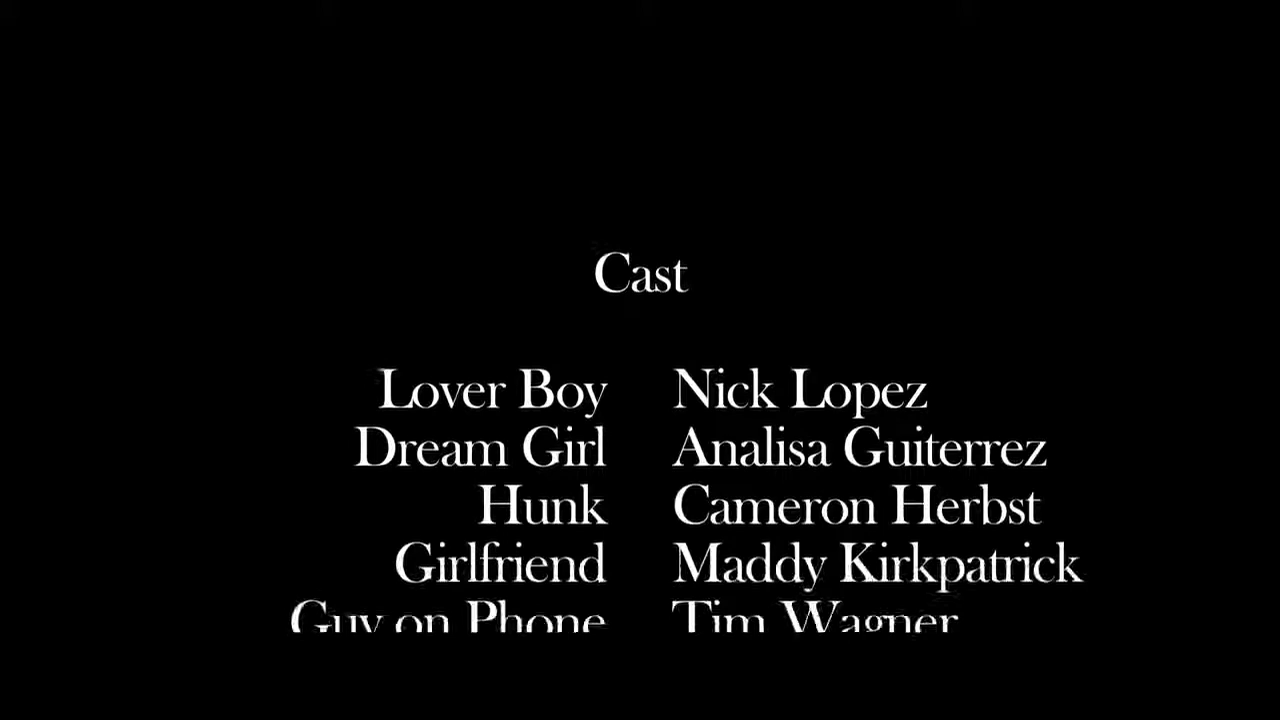 Cast
Lover Boy Nick Lopez
Dream Girl Analisa Guiterrez
Hunk Cameron Herbst
Girlfriend Maddy Kirkpatrick
Guy on Phone Tim Wagner